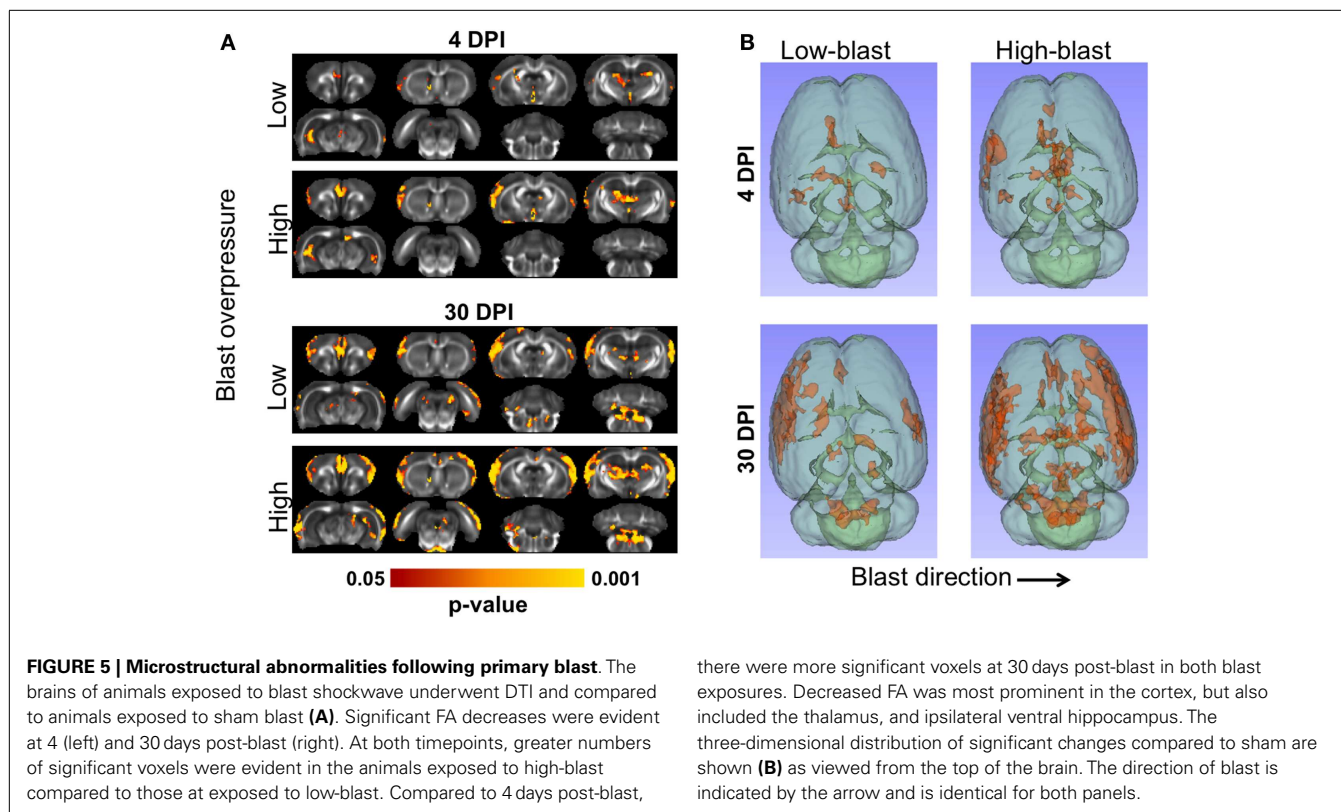 A
4 DPI
Low
High
Blast overpressure
30 DPI
Low
High
0.05
0.001
p-value
B
Low-blast
High-blast
4 DPI
30 DPI
Blast direction
FIGURE 5 | Microstructural abnormalities following primary blast. The
brains of animals exposed to blast shockwave underwent DTI and compared
to animals exposed to sham blast (A). Significant FA decreases were evident
at 4 (left) and 30 days post-blast (right). At both timepoints, greater numbers
of significant voxels were evident in the animals exposed to high-blast
compared to those at exposed to low-blast. Compared to 4 days post-blast,
there were more significant voxels at 30 days post-blast in both blast
exposures. Decreased FA was most prominent in the cortex, but also
included the thalamus, and ipsilateral ventral hippocampus. The
three-dimensional distribution of significant changes compared to sham are
shown (B) as viewed from the top of the brain. The direction of blast is
indicated by the arrow and is identical for both panels.